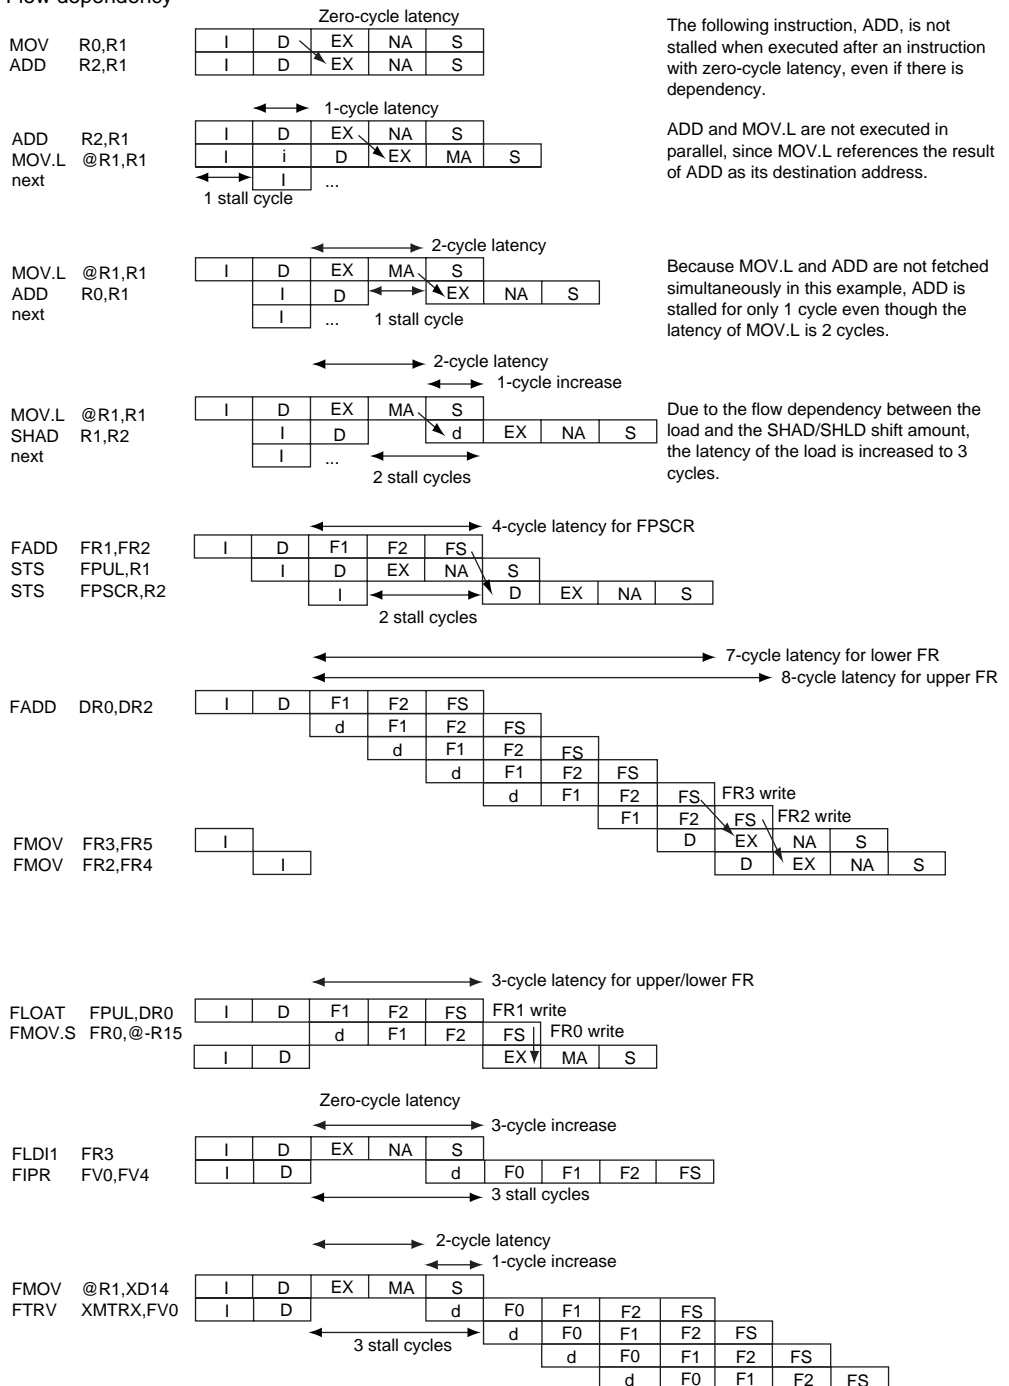 Flow dependency
Zero-cycle latency
MOV R0,R1 I D EX NA S
ADD R2,R1 I D EX NA S
The following instruction, ADD, is not
stalled when executed after an instruction
with zero-cycle latency, even if there is
dependency.
1-cycle latency
ADD R2,R1 I D EX NA S
MOV.L @R1,R1 I i D EX MA S
next I ...
1 stall cycle
ADD and MOV.L are not executed in
parallel, since MOV.L references the result
of ADD as its destination address.
2-cycle latency
MOV.L @R1,R1 I D EX MA S
ADD R0,R1 I D EX NA S
next I ... 1 stall cycle
Because MOV.L and ADD are not fetched
simultaneously in this example, ADD is
stalled for only 1 cycle even though the
latency of MOV.L is 2 cycles.
2-cycle latency
1-cycle increase
MOV.L @R1,R1 I D EX MA S
SHAD R1,R2 I D d EX NA S
next I ...
2 stall cycles
Due to the flow dependency between the
load and the SHAD/SHLD shift amount,
the latency of the load is increased to 3
cycles.
4-cycle latency for FPSCR
FADD FR1,FR2 I D F1 F2 FS
STS FPUL,R1 I D EX NA S
STS FPSCR,R2 I D EX NA S
2 stall cycles
7-cycle latency for lower FR
8-cycle latency for upper FR
FADD DR0,DR2 I D F1 F2 FS
d F1 F2 FS
d F1 F2 FS
d F1 F2 FS
d F1 F2 FS FR3 write
F1 F2 FS FR2 write
FMOV FR3,FR5 I D EX NA S
FMOV FR2,FR4 I D EX NA S
3-cycle latency for upper/lower FR
FLOAT FPUL,DR0 I D F1 F2 FS FR1 write
FMOV.S FR0,@-R15 d F1 F2 FS FR0 write
I D EX MA S
Zero-cycle latency
3-cycle increase
FLDI1 FR3 I D EX NA S
FIPR FV0,FV4 I D d F0 F1 F2 FS
3 stall cycles
2-cycle latency
1-cycle increase
FMOV @R1,XD14 I D EX MA S
FTRV XMTRX,FV0 I D d F0 F1 F2 FS
3 stall cycles d F0 F1 F2 FS
d F0 F1 F2 FS
d F0 F1 F2 FS